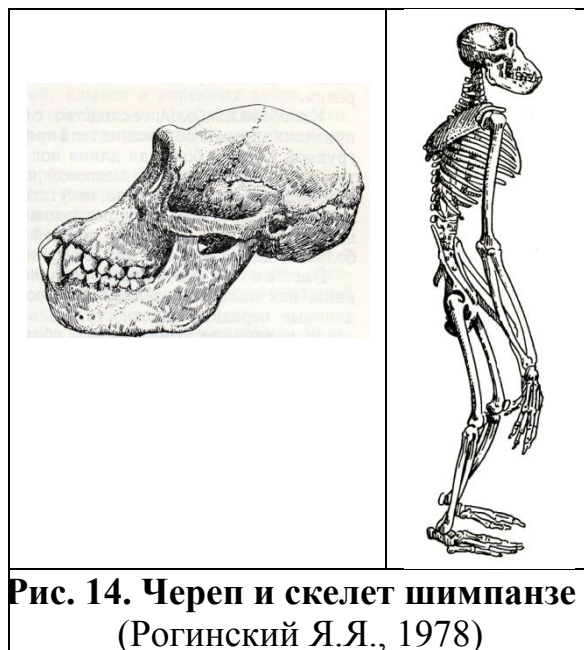 Рис. 14. Череп и скелет шимпанзе
(Рогинский Я.Я., 1978)